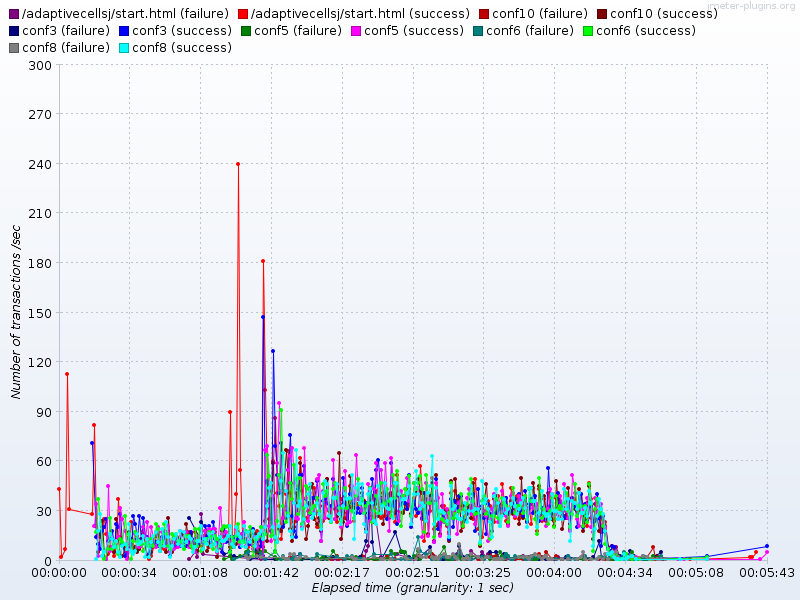 jmeter-plugins.org
/adaptivecellsj/start.html (failure) /adaptivecellsj/start.html (success) conf10 (failure) conf10 (success)
conf3 (failure) conf3 (success) conf5 (failure) conf5 (success) conf6 (failure) conf6 (success)
conf8 (failure) conf8 (success)
300
270
240
210
180
150
120
90
60
30
0
Number of transactions /sec
00:00:00 00:00:34 00:01:08 00:01:42 00:02:17 00:02:51 00:03:25 00:04:00 00:04:34 00:05:08 00:05:43
Elapsed time (granularity: 1 sec)